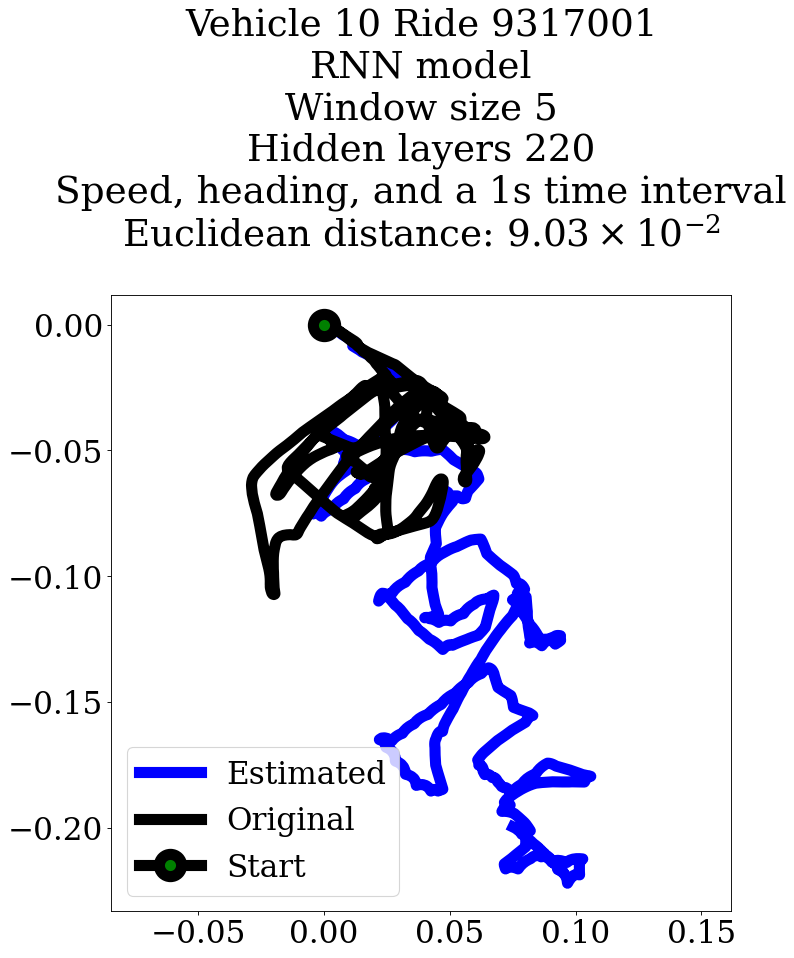 Vehicle 10 Ride 9317001
RNN model
Window size 5
Hidden layers 220
Speed, heading, and a 1s time interval
Euclidean distance: 9.03 × 10⁻²
0.00
−0.05
−0.10
−0.15
−0.20
Estimated
Original
Start
−0.05 0.00 0.05 0.10 0.15